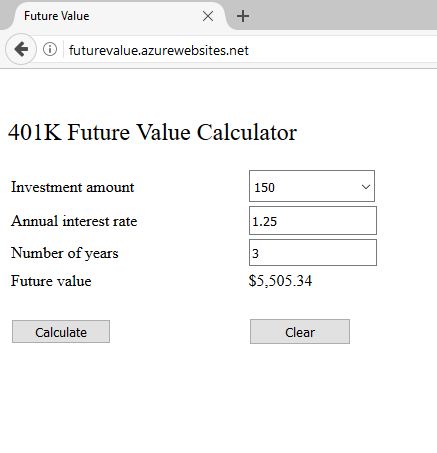 Future Value
futurevalue.azurewebsites.net
401K Future Value Calculator
Investment amount 150
Annual interest rate 1.25
Number of years 3
Future value $5,505.34
Calculate Clear